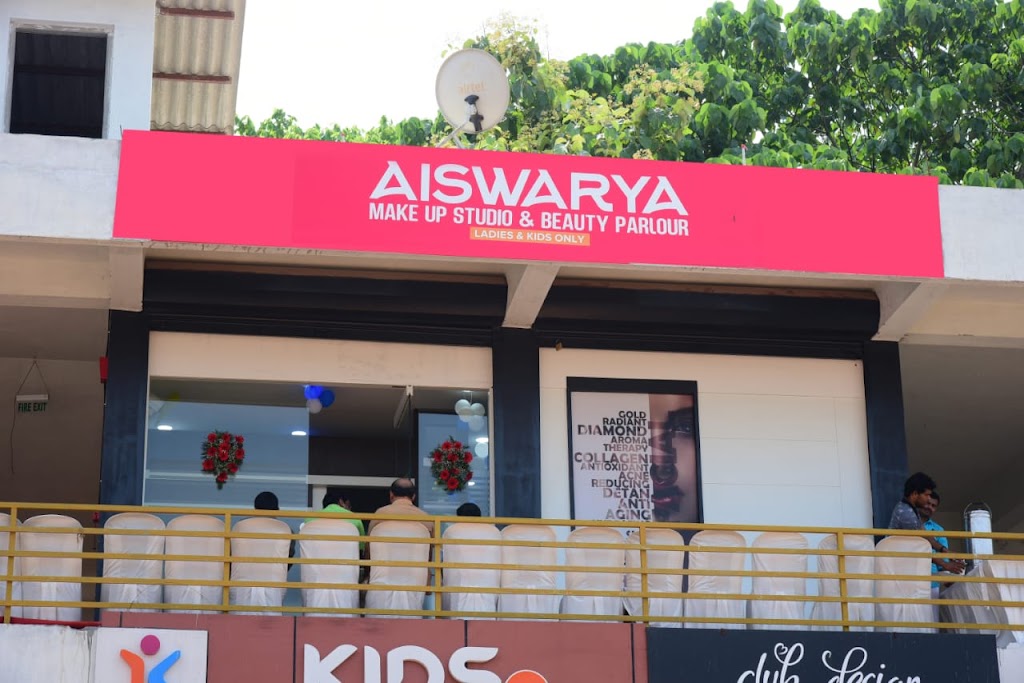 airtel
AISWARYA
MAKE UP STUDIO & BEAUTY PARLOUR
LADIES & KIDS ONLY
FIRE EXIT
GOLD
RADIANT
DIAMOND
AROMA
THERAPY
COLLAGEN
ANTIOXIDANT
ACNE
REDUCING
DETAN
ANTI
AGING
KIDS
club design